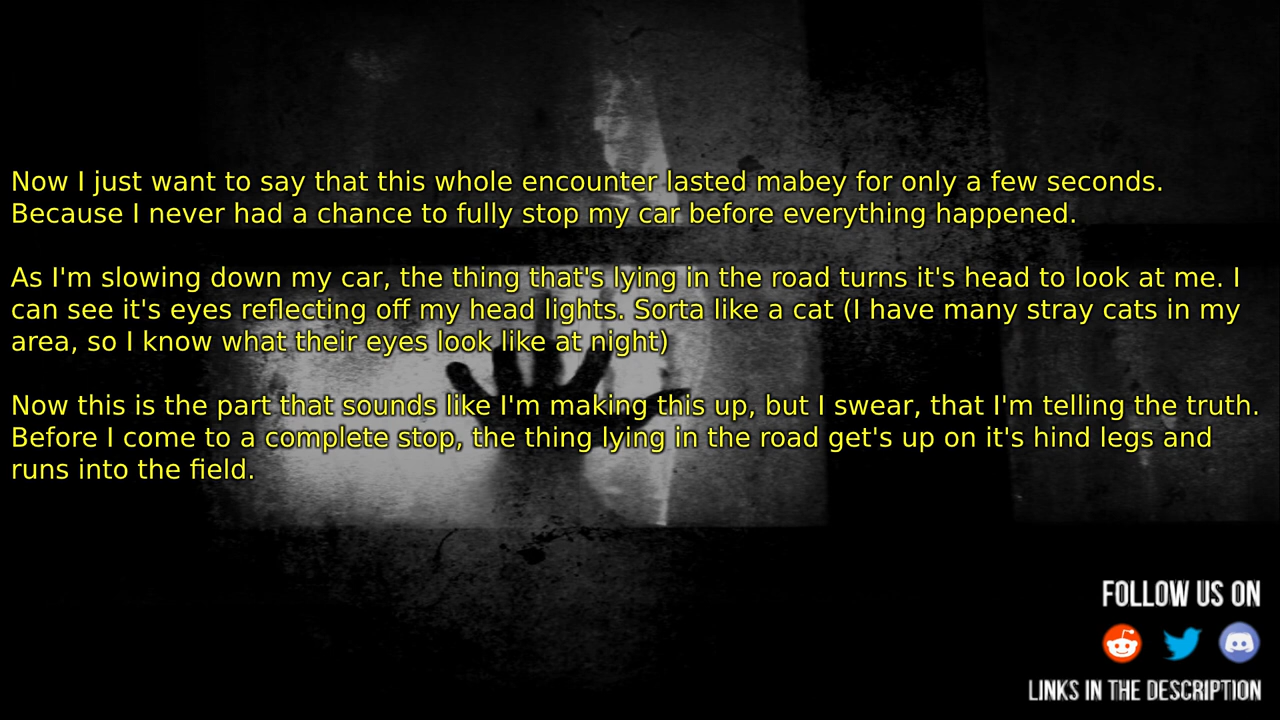 Now I just want to say that this whole encounter lasted mabey for only a few seconds.
Because I never had a chance to fully stop my car before everything happened.
As I'm slowing down my car, the thing that's lying in the road turns it's head to look at me. I
can see it's eyes reflecting off my head lights. Sorta like a cat (I have many stray cats in my
area, so I know what their eyes look like at night)
Now this is the part that sounds like I'm making this up, but I swear, that I'm telling the truth.
Before I come to a complete stop, the thing lying in the road get's up on it's hind legs and
runs into the field.
FOLLOW US ON
LINKS IN THE DESCRIPTION